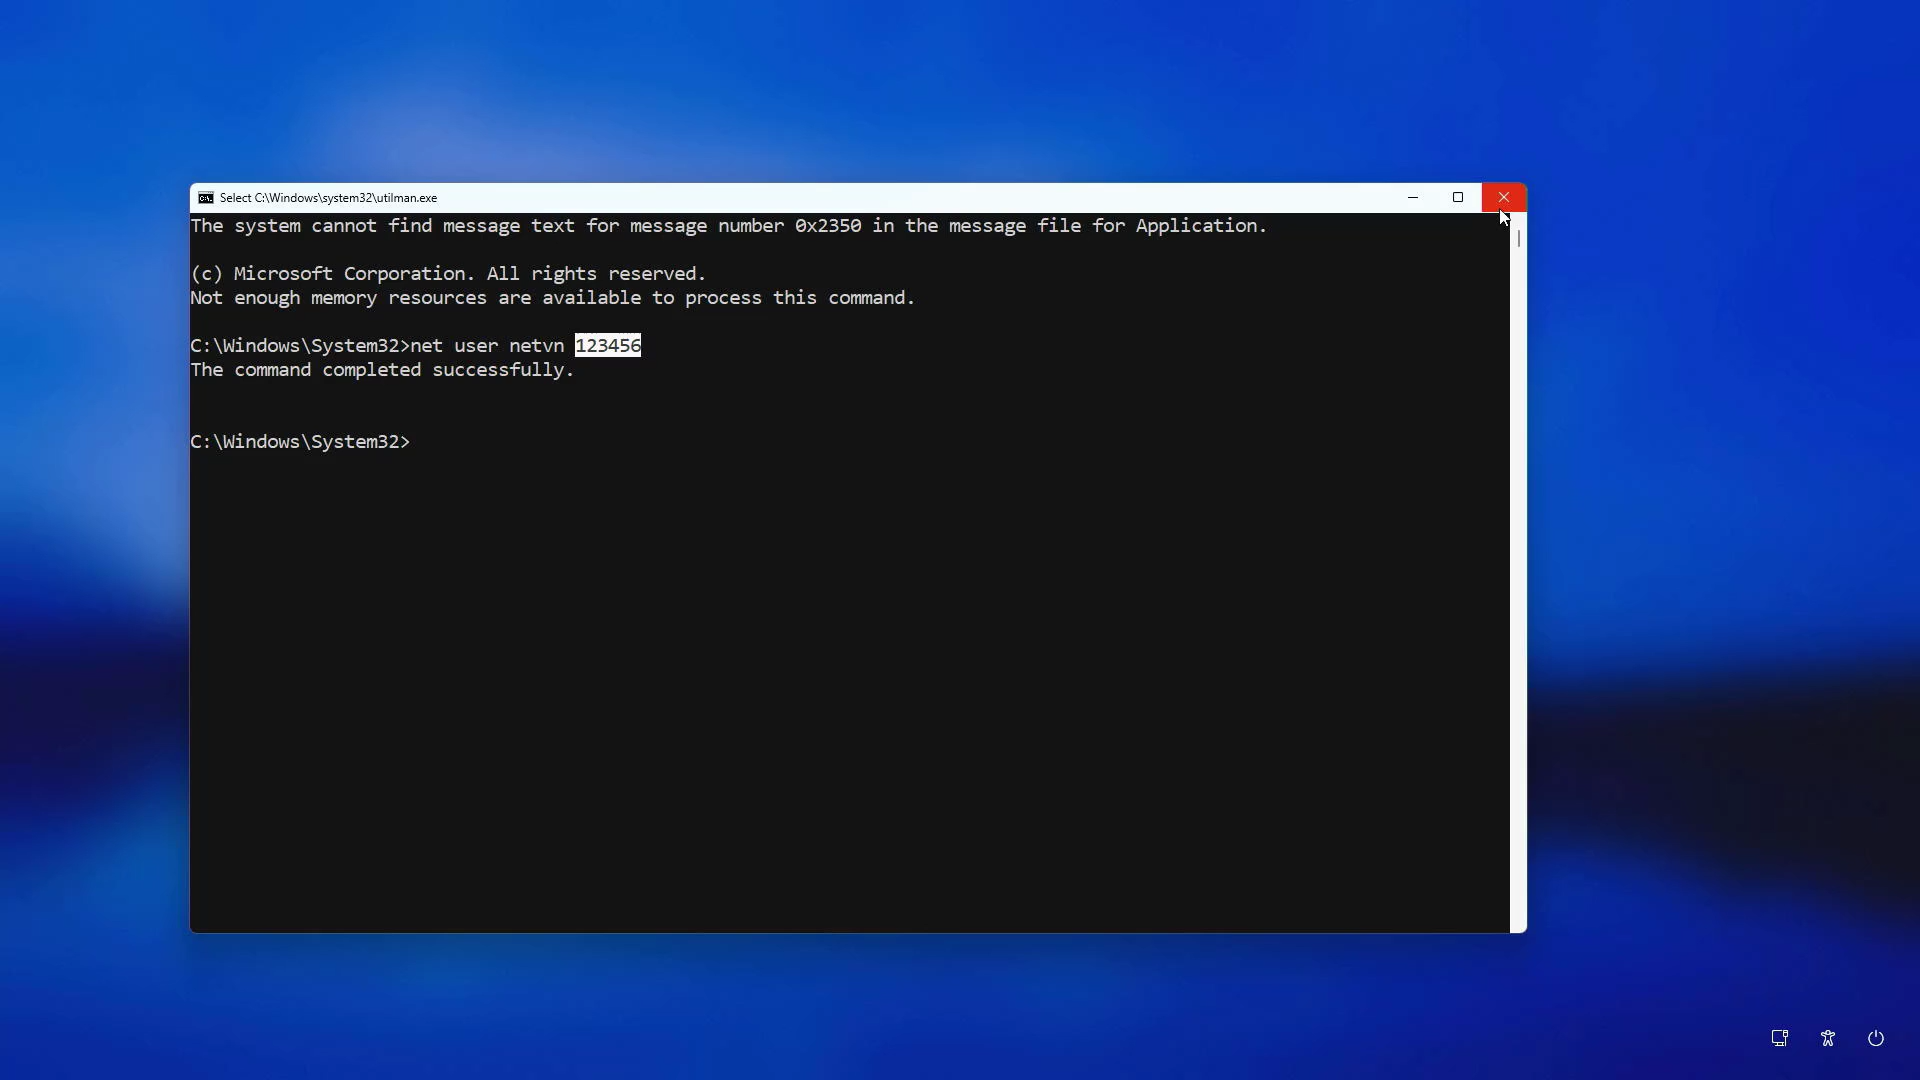 Select C:\Windows\system32\utilman.exe
The system cannot find message text for message number 0x2350 in the message file for Application.
(c) Microsoft Corporation. All rights reserved.
Not enough memory resources are available to process this command.
C:\Windows\System32>net user netvn 123456
The command completed successfully.
C:\Windows\System32>